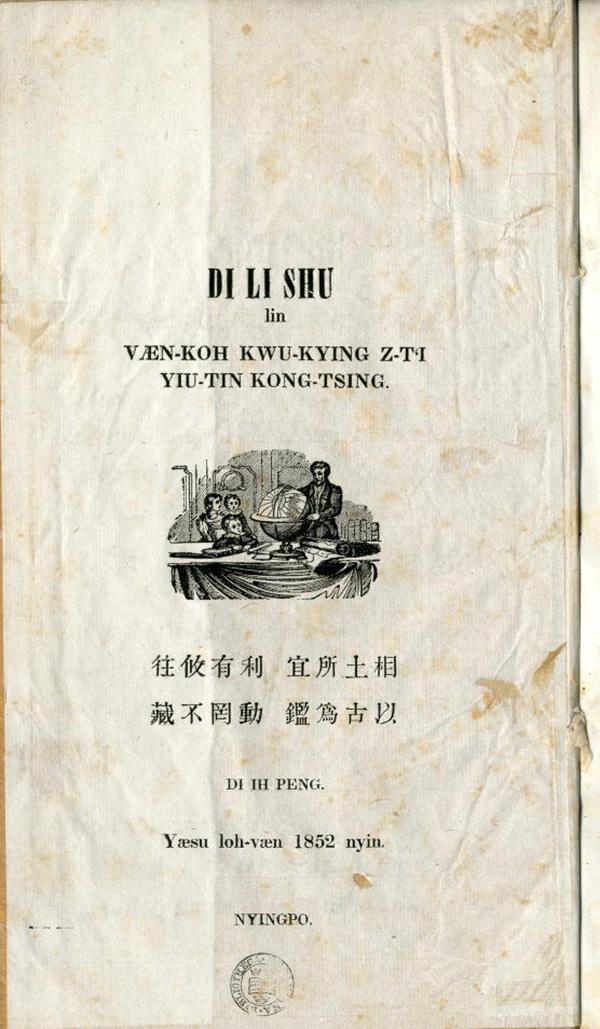 DI LI SHU
lin
VÆN-KOH KWU-KYING Z-T‘I
YIU-TIN KONG-TSING.
相土所宜 利有攸往
以古爲鑑 動罔不藏
DI IH PENG.
Yæsu loh-væn 1852 nyin.
NYINGPO.